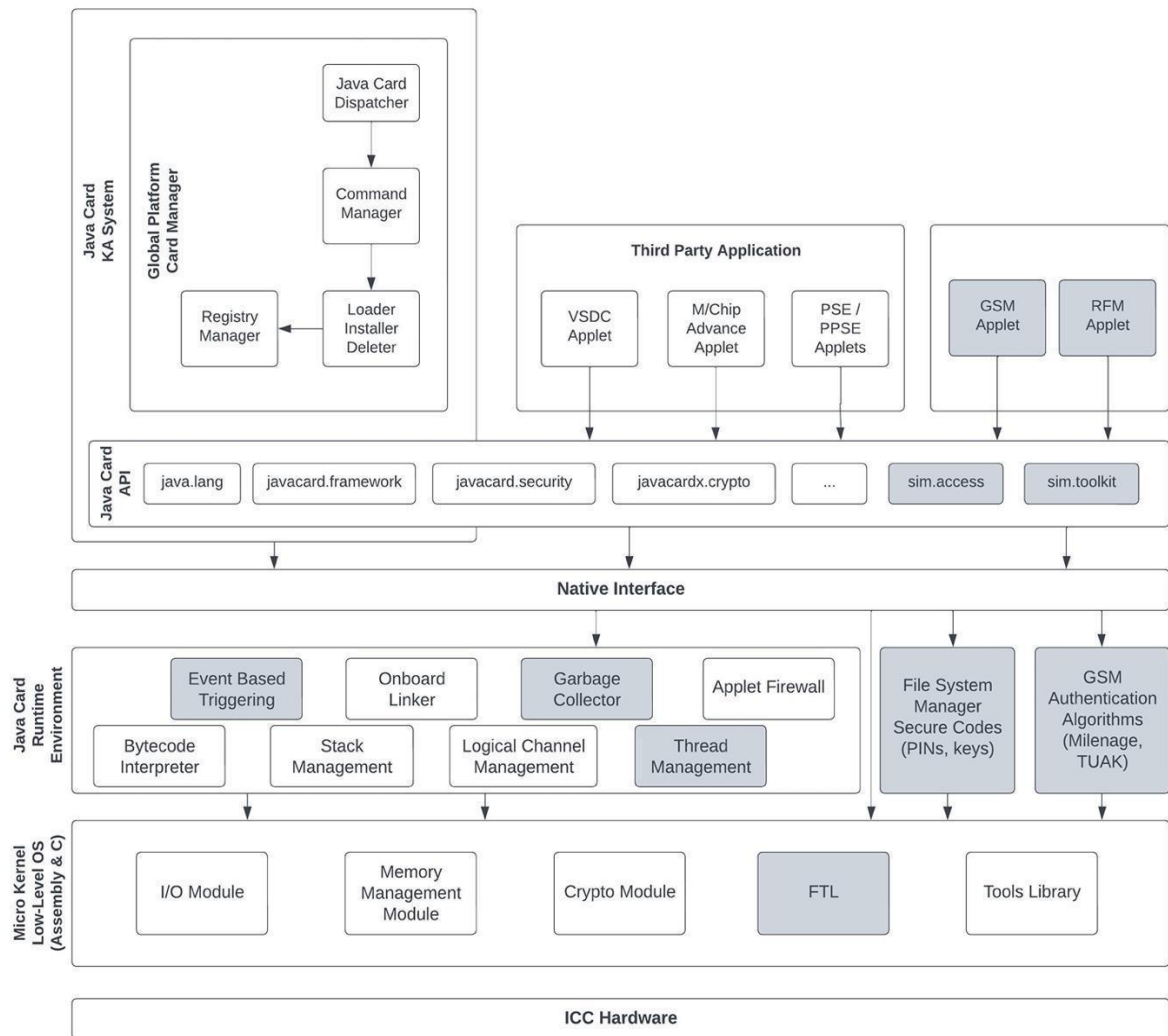 Java Card
KA System
Global Platform
Card Manager
Java Card
Dispatcher
Command
Manager
Registry
Manager
Loader
Installer
Deleter
Third Party Application
VSDC
Applet
M/Chip
Advance
Applet
PSE /
PPSE
Applets
GSM
Applet
RFM
Applet
Java Card
API
java.lang
javacard.framework
javacard.security
javacardx.crypto
...
sim.access
sim.toolkit
Native Interface
Java Card
Runtime
Environment
Event Based
Triggering
Onboard
Linker
Garbage
Collector
Applet Firewall
Bytecode
Interpreter
Stack
Management
Logical Channel
Management
Thread
Management
File System
Manager
Secure Codes
(PINs, keys)
GSM
Authentication
Algorithms
(Milenage,
TUAK)
Micro Kernel
Low-Level OS
(Assembly & C)
I/O Module
Memory
Management
Module
Crypto Module
FTL
Tools Library
ICC Hardware